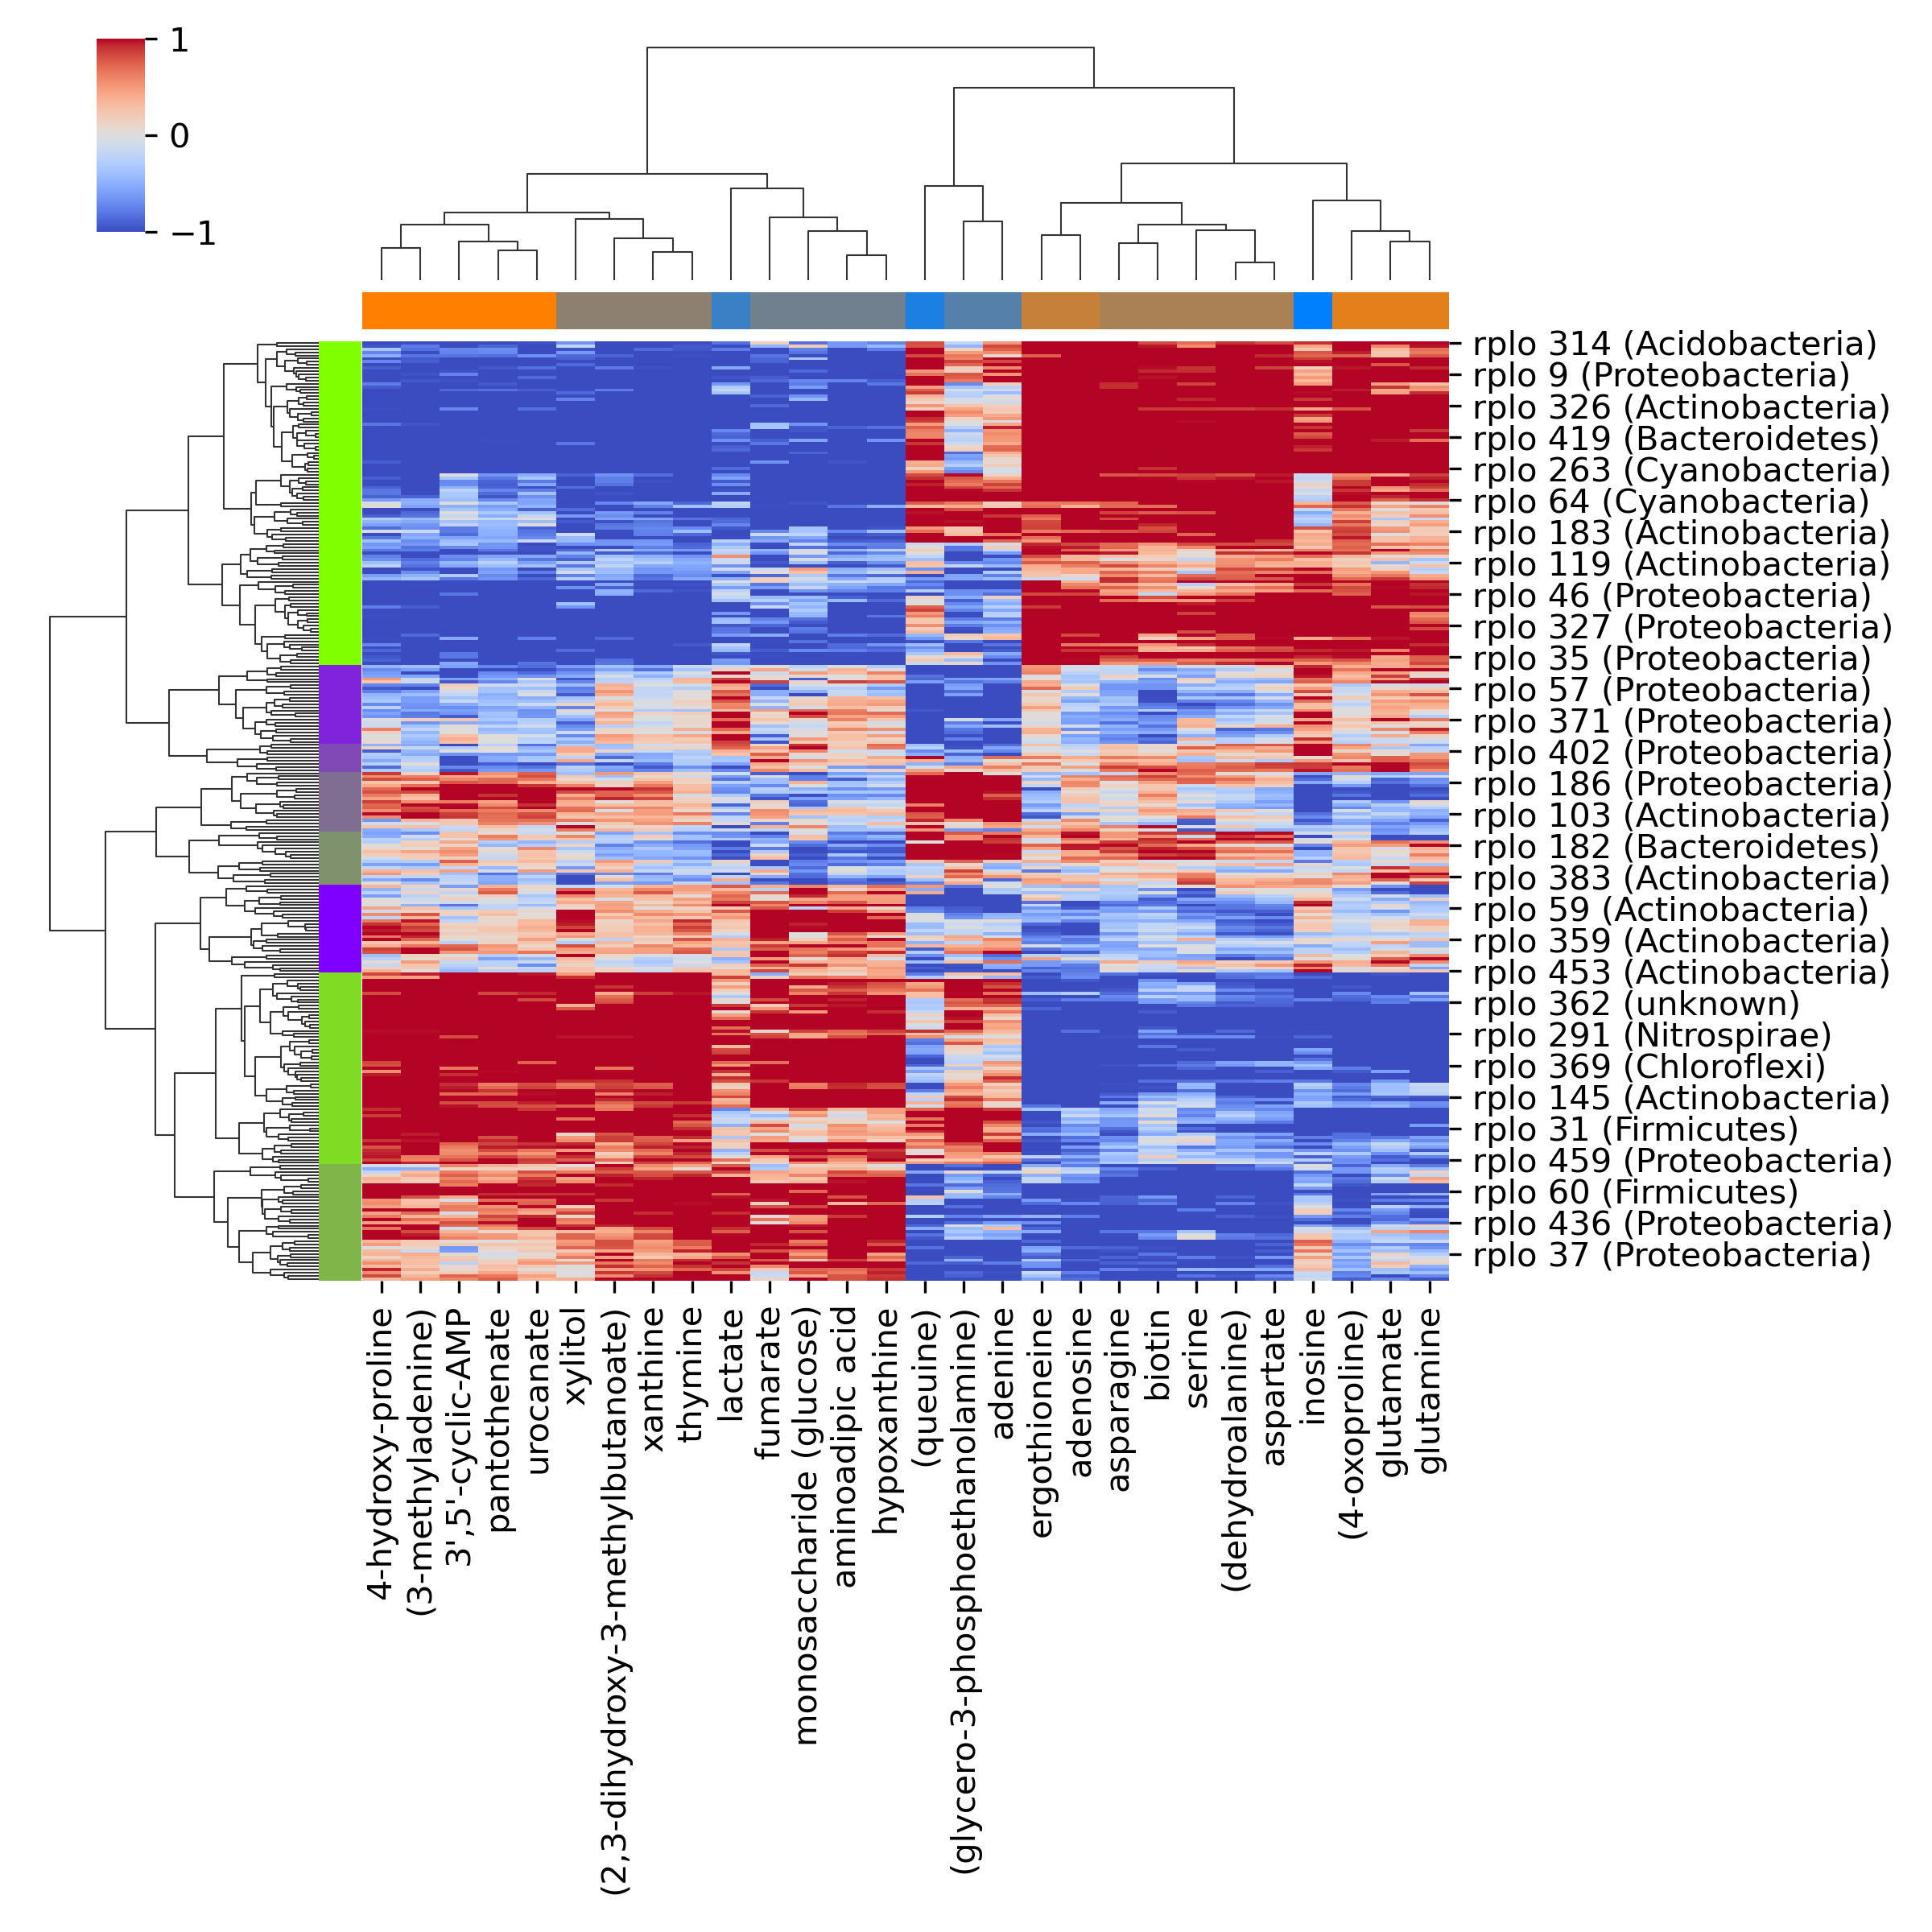 1
0
−1
rplo 314 (Acidobacteria)
rplo 9 (Proteobacteria)
rplo 326 (Actinobacteria)
rplo 419 (Bacteroidetes)
rplo 263 (Cyanobacteria)
rplo 64 (Cyanobacteria)
rplo 183 (Actinobacteria)
rplo 119 (Actinobacteria)
rplo 46 (Proteobacteria)
rplo 327 (Proteobacteria)
rplo 35 (Proteobacteria)
rplo 57 (Proteobacteria)
rplo 371 (Proteobacteria)
rplo 402 (Proteobacteria)
rplo 186 (Proteobacteria)
rplo 103 (Actinobacteria)
rplo 182 (Bacteroidetes)
rplo 383 (Actinobacteria)
rplo 59 (Actinobacteria)
rplo 359 (Actinobacteria)
rplo 453 (Actinobacteria)
rplo 362 (unknown)
rplo 291 (Nitrospirae)
rplo 369 (Chloroflexi)
rplo 145 (Actinobacteria)
rplo 31 (Firmicutes)
rplo 459 (Proteobacteria)
rplo 60 (Firmicutes)
rplo 436 (Proteobacteria)
rplo 37 (Proteobacteria)
4-hydroxy-proline
(3-methyladenine)
3',5'-cyclic-AMP
pantothenate
urocanate
xylitol
(2,3-dihydroxy-3-methylbutanoate)
xanthine
thymine
lactate
fumarate
monosaccharide (glucose)
aminoadipic acid
hypoxanthine
(queuine)
(glycero-3-phosphoethanolamine)
adenine
ergothioneine
adenosine
asparagine
biotin
serine
(dehydroalanine)
aspartate
inosine
(4-oxoproline)
glutamate
glutamine